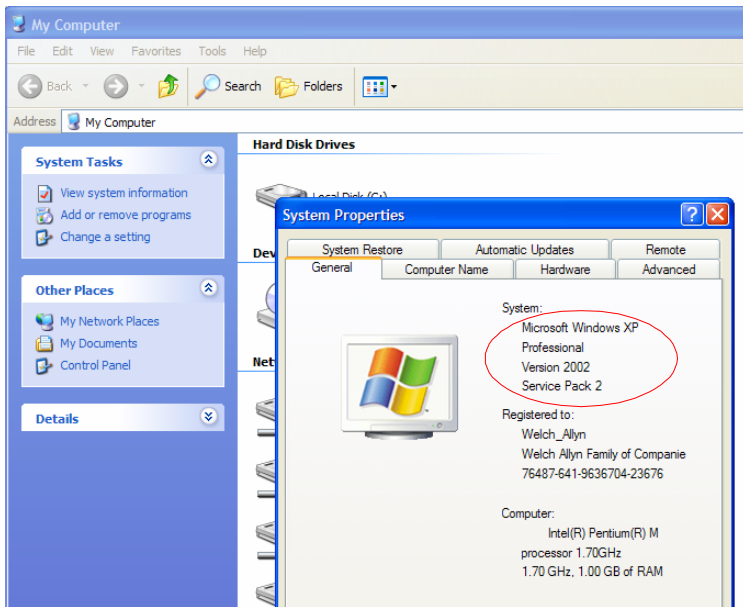 My Computer
File Edit View Favorites Tools Help
Back Search Folders
Address My Computer
System Tasks
View system information
Add or remove programs
Change a setting
Other Places
My Network Places
My Documents
Control Panel
Details
Hard Disk Drives
Local Disk (C:)
Dev
Net
System Properties
System Restore Automatic Updates Remote
General Computer Name Hardware Advanced
System:
Microsoft Windows XP
Professional
Version 2002
Service Pack 2
Registered to:
Welch_Allyn
Welch Allyn Family of Companie
76487-641-9636704-23676
Computer:
Intel(R) Pentium(R) M
processor 1.70GHz
1.70 GHz, 1.00 GB of RAM